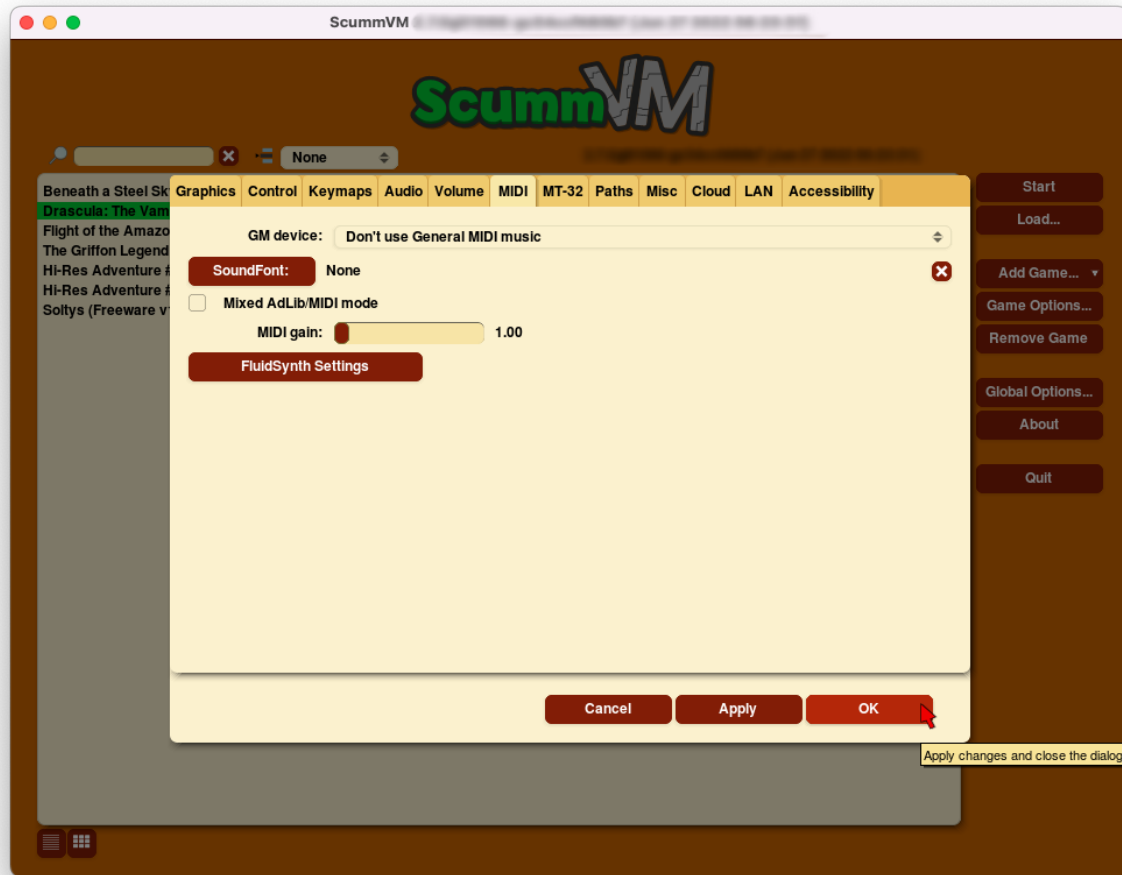 ScummVM
ScummVM
None
Beneath a Steel Sk
Drascula: The Vam
Flight of the Amazo
The Griffon Legend
Hi-Res Adventure #
Hi-Res Adventure #
Soltys (Freeware v
Graphics Control Keymaps Audio Volume MIDI MT-32 Paths Misc Cloud LAN Accessibility
GM device: Don't use General MIDI music
SoundFont: None
Mixed AdLib/MIDI mode
MIDI gain: 1.00
FluidSynth Settings
Cancel Apply OK
Apply changes and close the dialog
Start
Load...
Add Game...
Game Options...
Remove Game
Global Options...
About
Quit